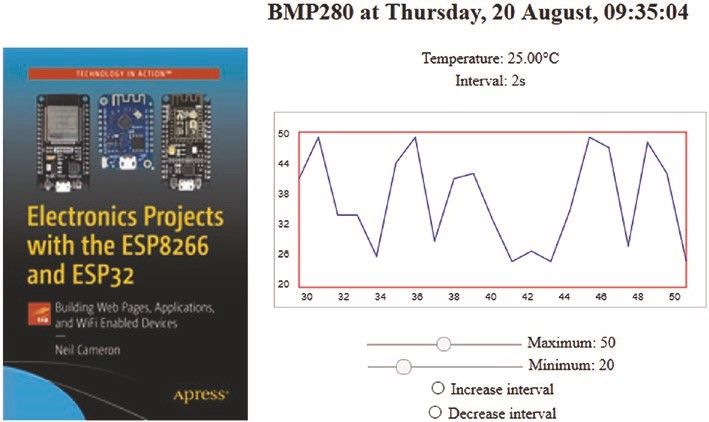 BMP280 at Thursday, 20 August, 09:35:04
TECHNOLOGY IN ACTION™
Electronics Projects
with the ESP8266
and ESP32
Building Web Pages, Applications,
and WiFi Enabled Devices
Neil Cameron
Apress®
Temperature: 25.00°C
Interval: 2s
50
44
38
32
26
20
30 32 34 36 38 40 42 44 46 48 50
Maximum: 50
Minimum: 20
Increase interval
Decrease interval